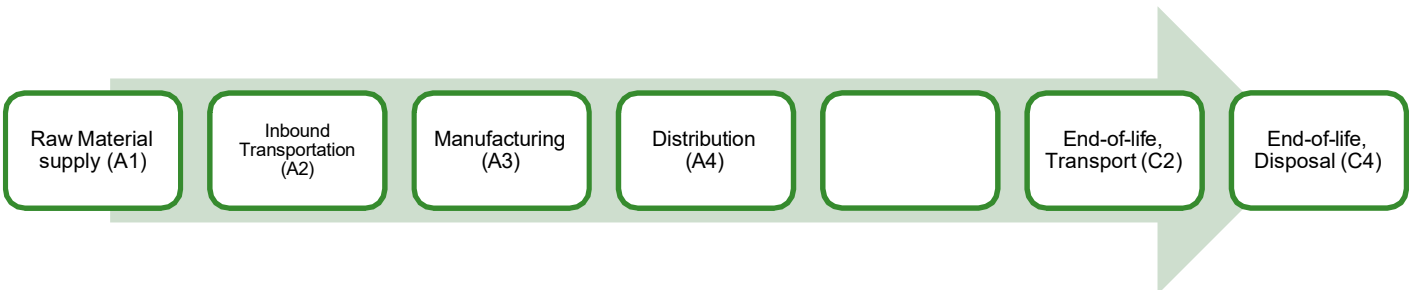 Raw Material
supply (A1)
Inbound
Transportation
(A2)
Manufacturing
(A3)
Distribution
(A4)
End-of-life,
Transport (C2)
End-of-life,
Disposal (C4)